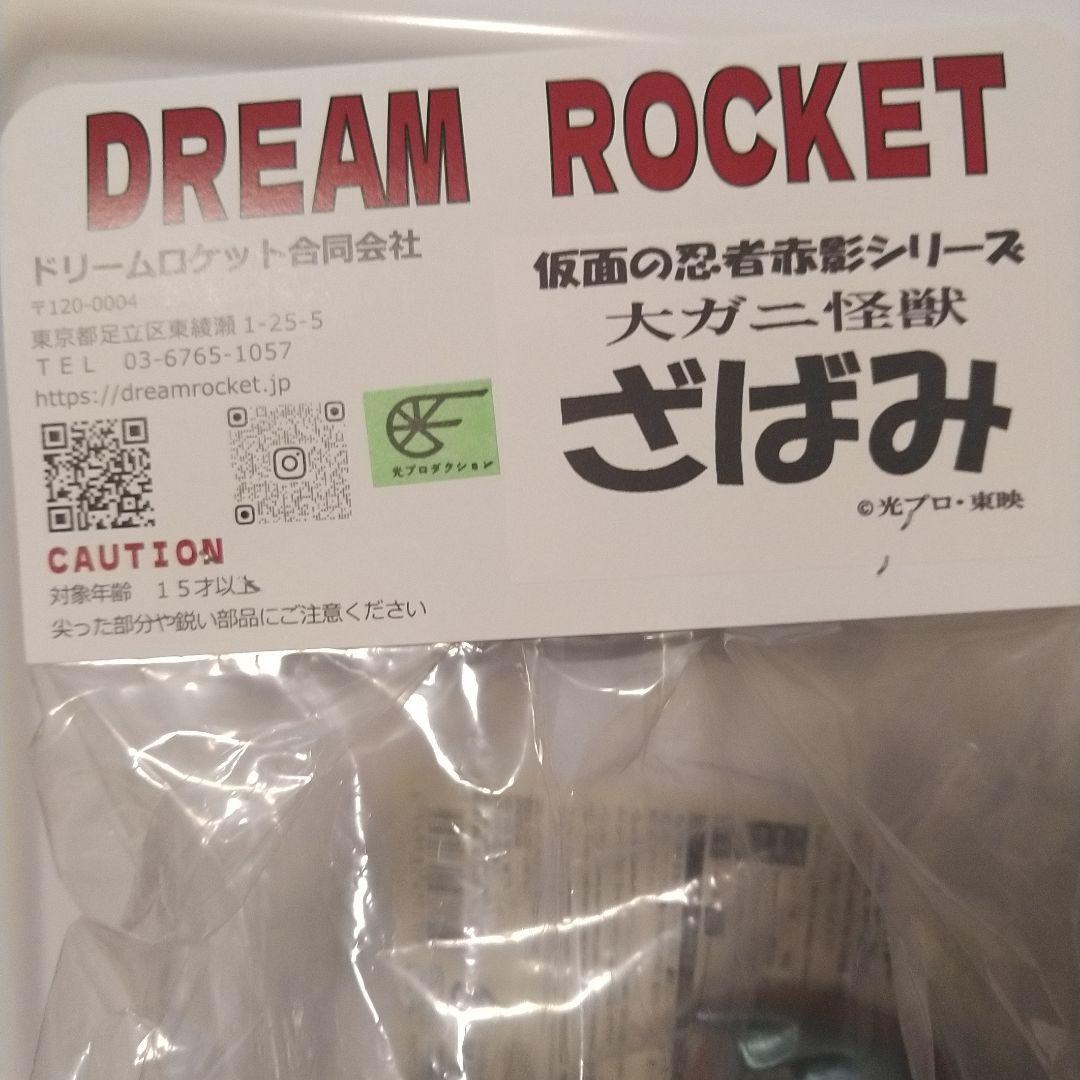 DREAM ROCKET
ドリームロケット合同会社
〒120-0004
東京都足立区東綾瀬 1-25-5
TEL 03-6765-1057
https://dreamrocket.jp
光プロダクション
CAUTION
対象年齢 15才以上
尖った部分や鋭い部品にご注意ください
仮面の忍者赤影シリーズ
大ガニ怪獣
ざばみ
©光プロ・東映